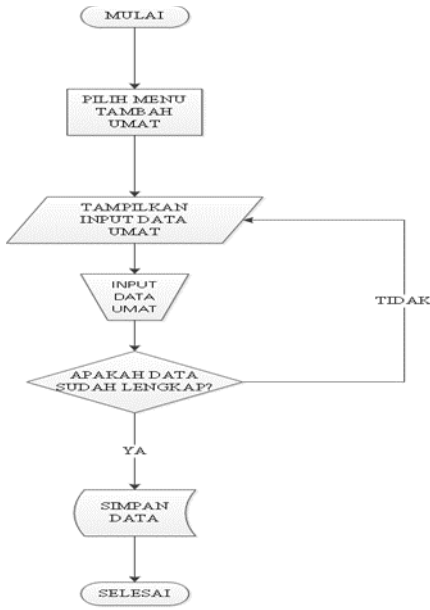 MULAI
PILIH MENU
TAMBAH
UMAT
TAMPILKAN
INPUT DATA
UMAT
INPUT
DATA
UMAT
TIDAK
APAKAH DATA
SUDAH LENGKAP?
YA
SIMPAN
DATA
SELESAI